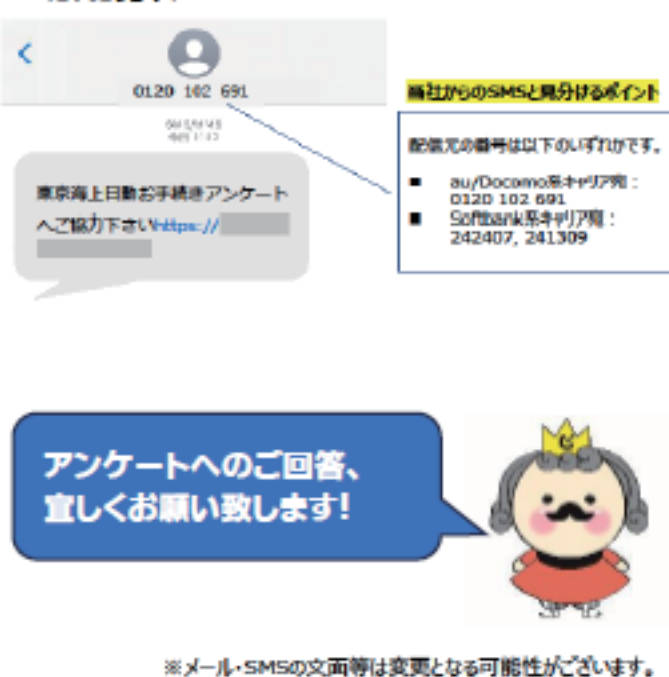 0120 102 691
東京海上日動お手続きアンケート
へご協力下さいhttps://
当社からのSMSと見分けるポイント
配信元の番号は以下のいずれかです。
■ au/Docomo系キャリア宛:
0120 102 691
■ Softbank系キャリア宛:
242407, 241309
アンケートへのご回答、
宜しくお願い致します!
※メール・SMSの文面等は変更となる可能性がございます。